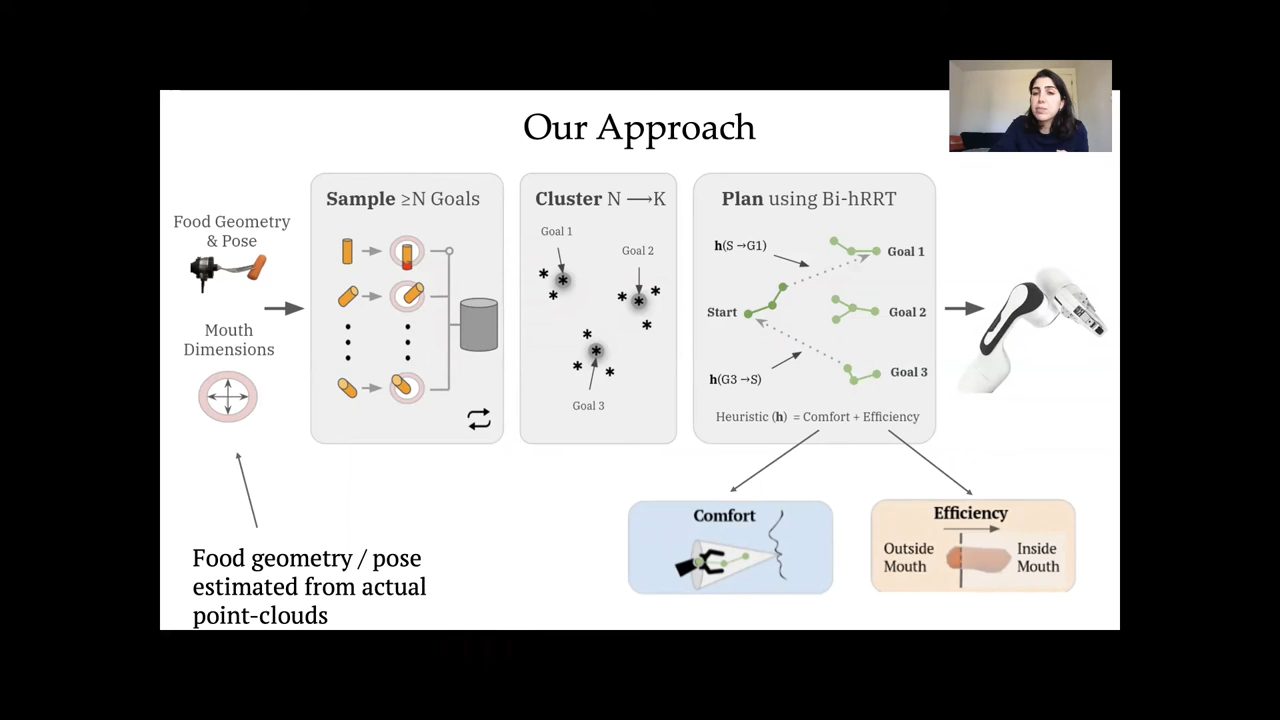 Our Approach
Food Geometry
& Pose
Mouth
Dimensions
Food geometry / pose
estimated from actual
point-clouds
Sample ≥N Goals
Cluster N ⟶K
Goal 1
Goal 2
Goal 3
Plan using Bi-hRRT
h(S →G1)
Goal 1
Start
Goal 2
Goal 3
h(G3 →S)
Heuristic (h) = Comfort + Efficiency
Comfort
Efficiency
Outside
Mouth
Inside
Mouth